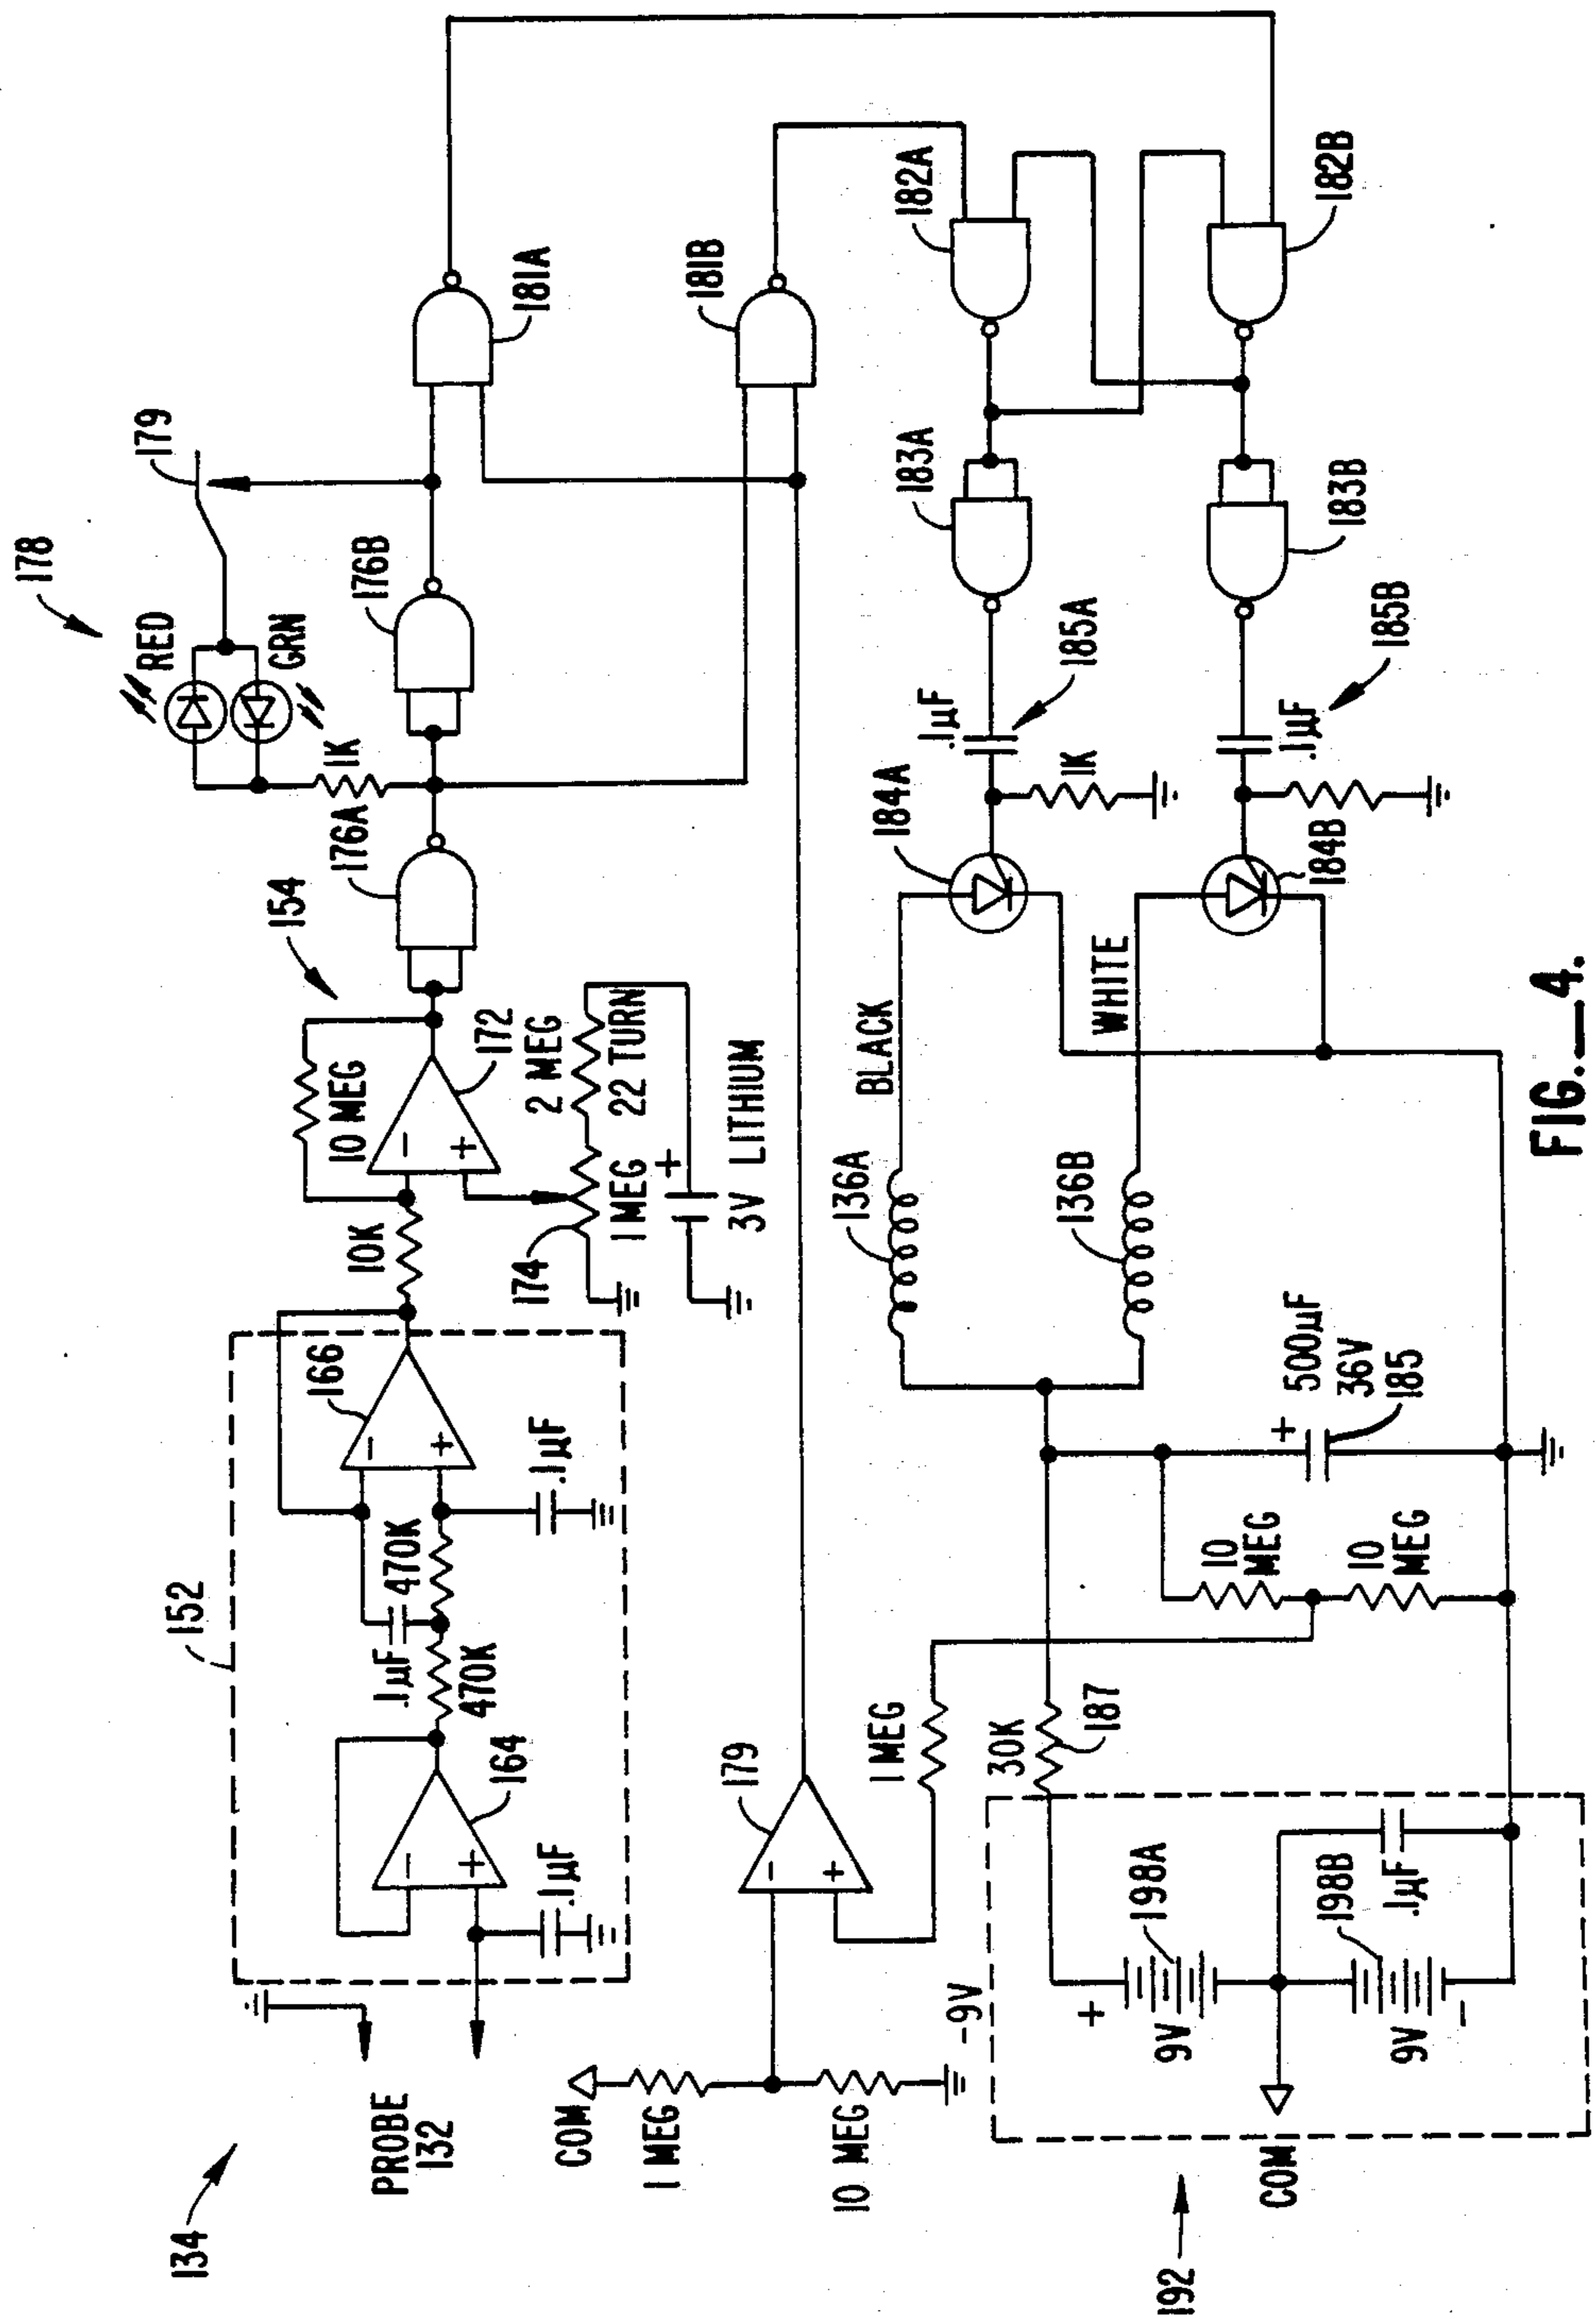 134
PROBE
132
152
164
.1µF
.1µF
470K
470K
166
.1µF
10K
10 MEG
154
172
174
1 MEG
2 MEG
22 TURN
+
3V LITHIUM
176A
1K
RED
GRN
178
176B
179
181A
181B
COM
1 MEG
10 MEG
-9V
179
1 MEG
30K
187
192
COM
+
9V
198A
9V
198B
-
.1µF
10
MEG
10
MEG
+
500µF
36V
185
136A
136B
BLACK
WHITE
184A
184B
1K
.1µF
185A
.1µF
185B
183A
183B
182A
182B
FIG._4.